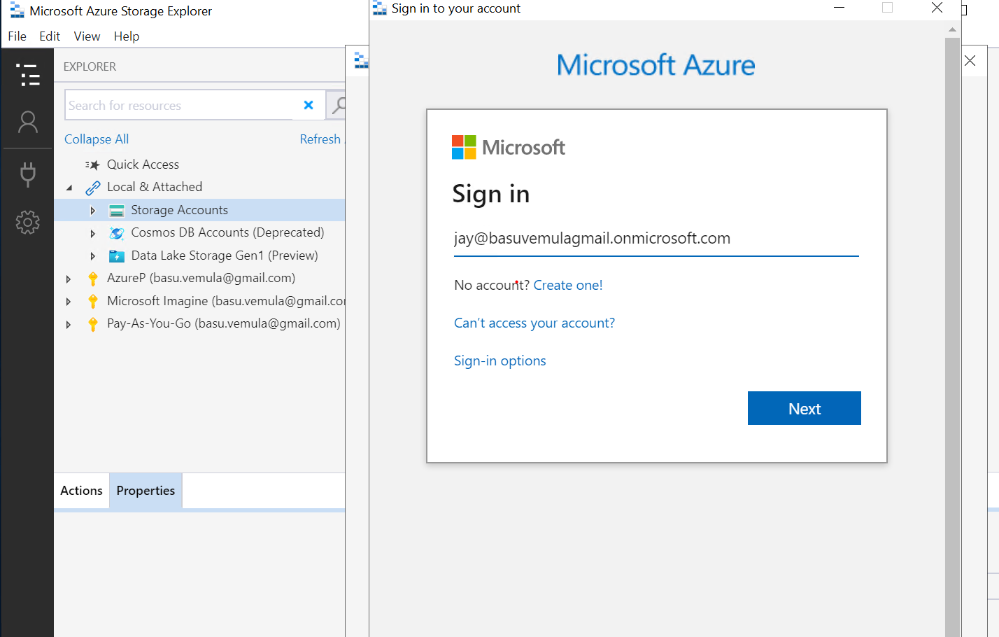 Microsoft Azure Storage Explorer
File Edit View Help
EXPLORER
Search for resources
Collapse All Refresh
Quick Access
Local & Attached
Storage Accounts
Cosmos DB Accounts (Deprecated)
Data Lake Storage Gen1 (Preview)
AzureP (basu.vemula@gmail.com)
Microsoft Imagine (basu.vemula@gmail.co
Pay-As-You-Go (basu.vemula@gmail.com)
Actions Properties
Sign in to your account
Microsoft Azure
Microsoft
Sign in
jay@basuvemulagmail.onmicrosoft.com
No account? Create one!
Can't access your account?
Sign-in options
Next